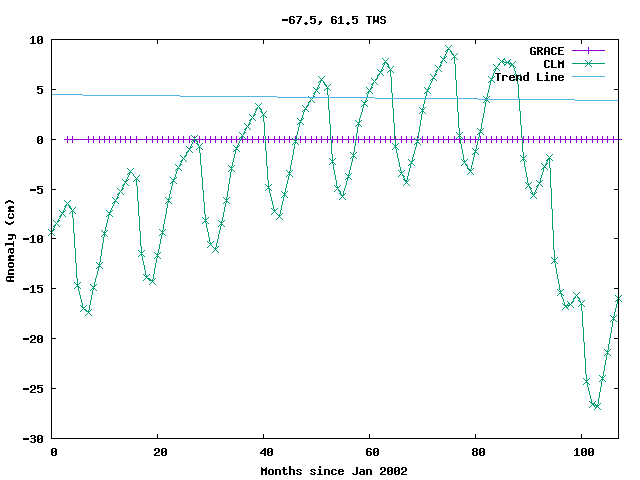 -67.5, 61.5 TWS
GRACE
CLM
Trend Line
10
5
0
-5
-10
-15
-20
-25
-30
Anomaly (cm)
0 20 40 60 80 100
Months since Jan 2002